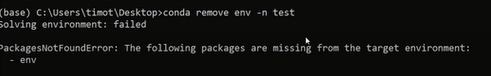 (base) C:\Users\timot\Desktop>conda remove env -n test
Solving environment: failed
PackagesNotFoundError: The following packages are missing from the target environment:
- env